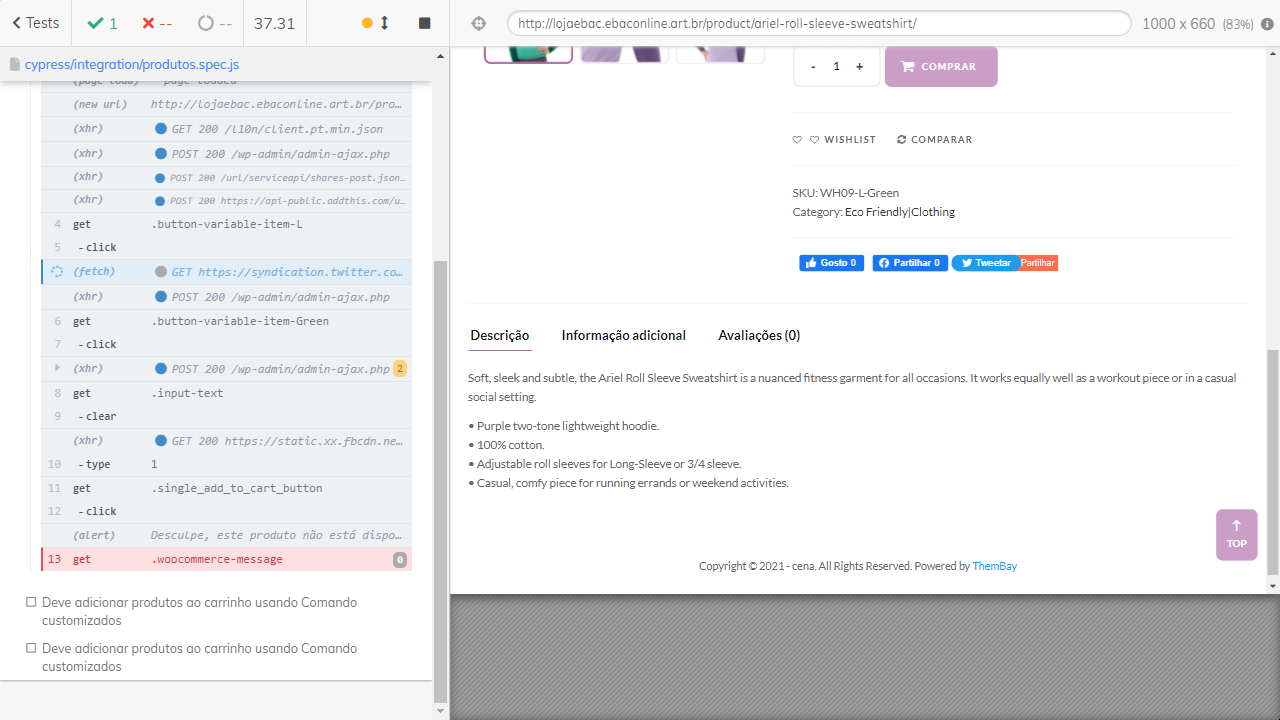 Tests
1
--
--
37.31
cypress/integration/produtos.spec.js
(page load) --page loaded--
(new url) http://lojaebac.ebaconline.art.br/pro…
(xhr) GET 200 /l10n/client.pt.min.json
(xhr) POST 200 /wp-admin/admin-ajax.php
(xhr) POST 200 /url/serviceapi/shares-post.json…
(xhr) POST 200 https://api-public.addthis.com/u…
4 get .button-variable-item-L
5 - click
(fetch) GET https://syndication.twitter.co…
(xhr) POST 200 /wp-admin/admin-ajax.php
6 get .button-variable-item-Green
7 - click
(xhr) POST 200 /wp-admin/admin-ajax.php 2
8 get .input-text
9 - clear
(xhr) GET 200 https://static.xx.fbcdn.ne…
10 - type 1
11 get .single_add_to_cart_button
12 - click
(alert) Desculpe, este produto não está dispo…
13 get .woocommerce-message 0
Deve adicionar produtos ao carrinho usando Comando
customizados
Deve adicionar produtos ao carrinho usando Comando
customizados
http://lojaebac.ebaconline.art.br/product/ariel-roll-sleeve-sweatshirt/
1000 x 660 (83%)
- 1 + COMPRAR
WISHLIST COMPARAR
SKU: WH09-L-Green
Category: Eco Friendly|Clothing
Gosto 0 Partilhar 0 Tweetar Partilhar
Descrição Informação adicional Avaliações (0)
Soft, sleek and subtle, the Ariel Roll Sleeve Sweatshirt is a nuanced fitness garment for all occasions. It works equally well as a workout piece or in a casual
social setting.
• Purple two-tone lightweight hoodie.
• 100% cotton.
• Adjustable roll sleeves for Long-Sleeve or 3/4 sleeve.
• Casual, comfy piece for running errands or weekend activities.
TOP
Copyright © 2021 - cena. All Rights Reserved. Powered by ThemBay